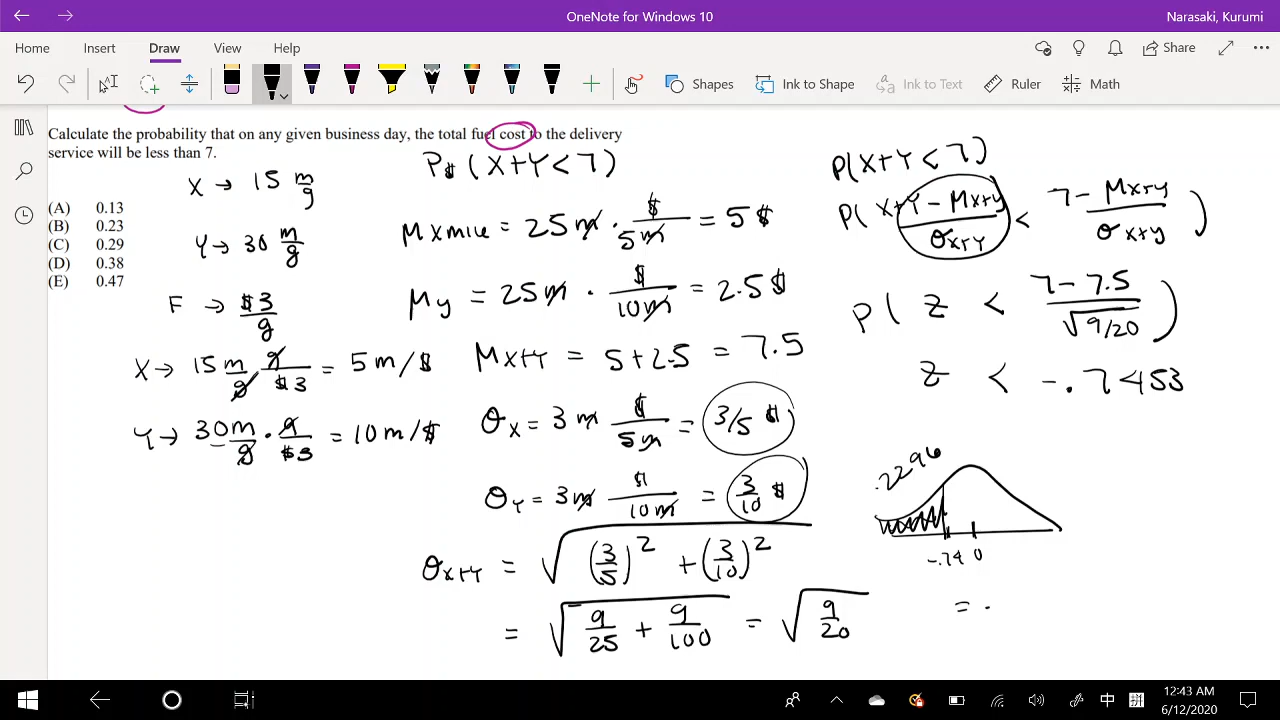 OneNote for Windows 10
Narasaki, Kurumi
Home Insert Draw View Help
Share
Shapes Ink to Shape Ink to Text Ruler Math
Calculate the probability that on any given business day, the total fuel cost to the delivery
service will be less than 7.
(A) 0.13
(B) 0.23
(C) 0.29
(D) 0.38
(E) 0.47
X → 15 m/g
Y → 30 m/g
F → $3/g
X → 15 m/g · g/$3 = 5 m/$
Y → 30 m/g · g/$3 = 10 m/$
P$ (X+Y < 7)
μx mile = 25m · $/5m = 5 $
μy = 25m · $/10m = 2.5 $
μx+y = 5+2.5 = 7.5
σx = 3 m $/5m = 3/5 $
σy = 3m $/10m = 3/10 $
σx+y = √((3/5)² + (3/10)²)
= √(9/25 + 9/100) = √(9/20)
P(X+Y < 7)
P( X+Y - μx+y / σx+y < 7 - μx+y / σx+y )
P( Z < 7 - 7.5 / √9/20 )
Z < -.7453
.2296
-.74 0
= .
中
12:43 AM
6/12/2020